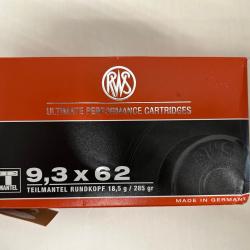 RWS
ULTIMATE PERFORMANCE CARTRIDGES
T
MANTEL
9,3 x 62
TEILMANTEL RUNDKOPF 18,5 g / 285 gr
MADE IN GERMANY